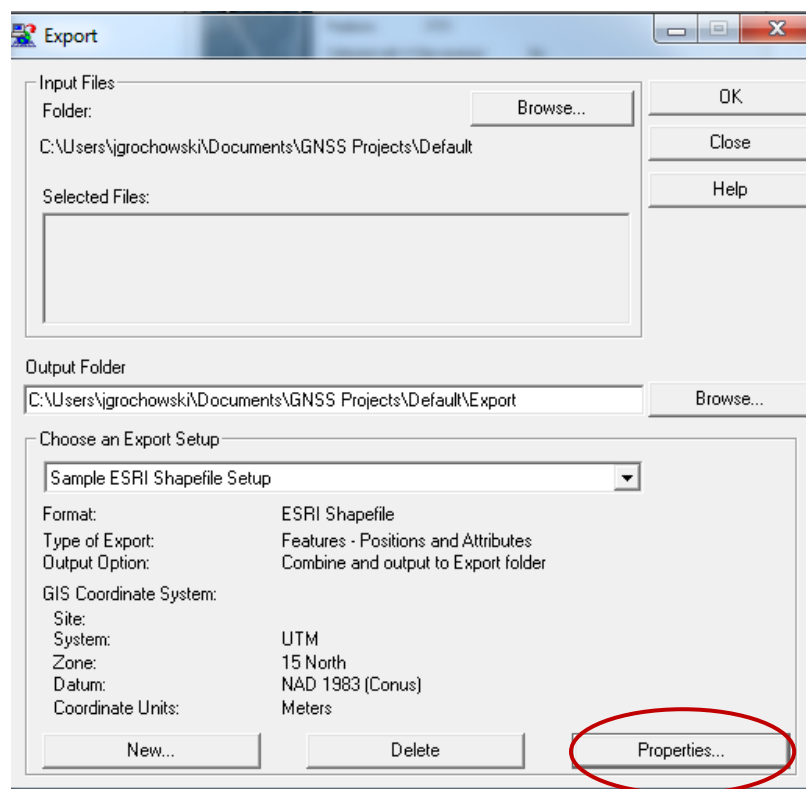 Export
Input Files
Folder:
Browse...
OK
C:\Users\jgrochowski\Documents\GNSS Projects\Default
Close
Selected Files:
Help
Output Folder
C:\Users\jgrochowski\Documents\GNSS Projects\Default\Export
Browse...
Choose an Export Setup
Sample ESRI Shapefile Setup
Format: ESRI Shapefile
Type of Export: Features - Positions and Attributes
Output Option: Combine and output to Export folder
GIS Coordinate System:
Site:
System: UTM
Zone: 15 North
Datum: NAD 1983 (Conus)
Coordinate Units: Meters
New...
Delete
Properties...